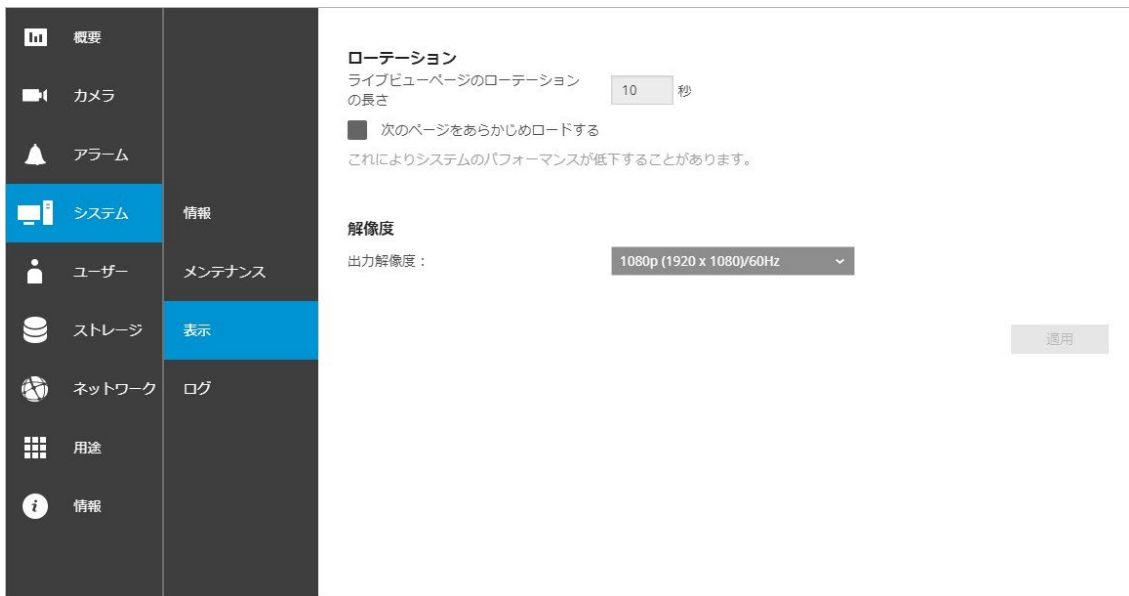 概要
カメラ
アラーム
システム
ユーザー
ストレージ
ネットワーク
用途
情報
情報
メンテナンス
表示
ログ
ローテーション
ライブビューページのローテーション
の長さ
10 秒
次のページをあらかじめロードする
これによりシステムのパフォーマンスが低下することがあります。
解像度
出力解像度：
1080p (1920 x 1080)/60Hz
適用